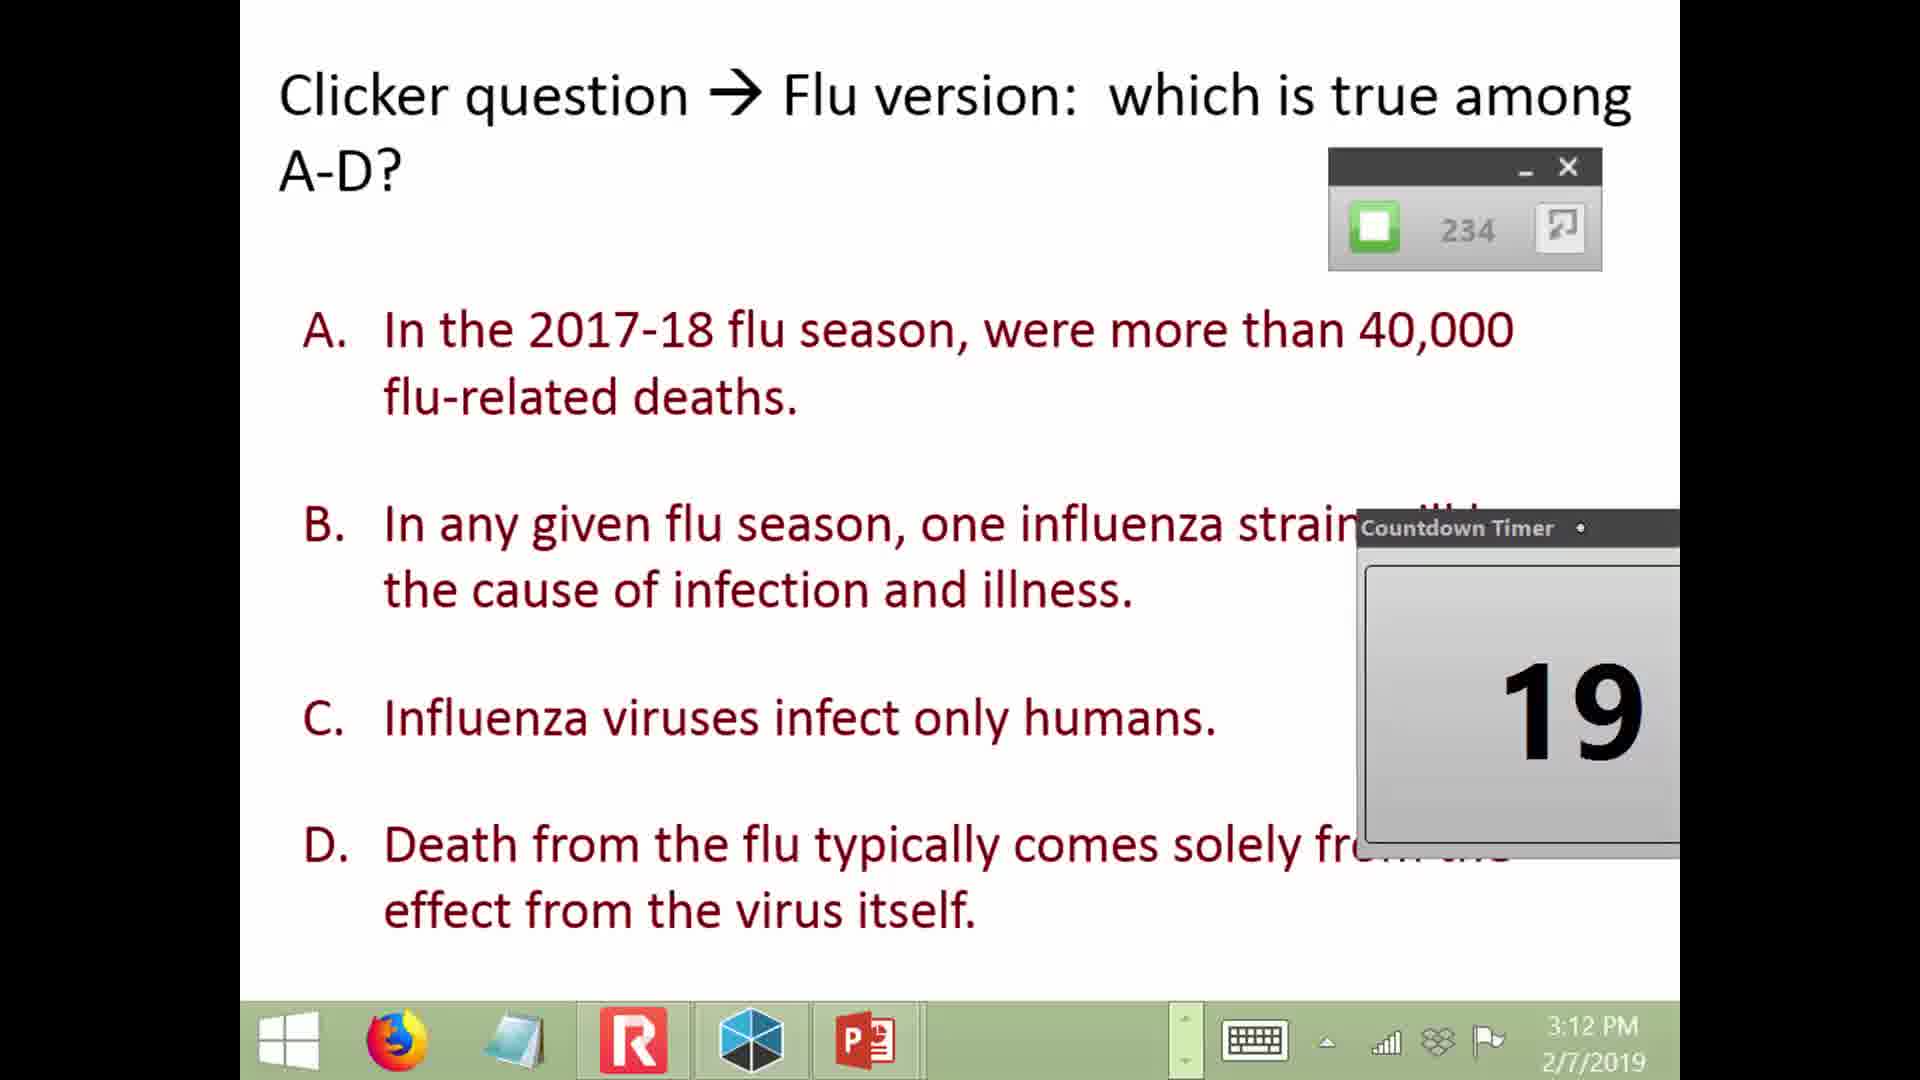 Clicker question → Flu version: which is true among
A-D?
234
A. In the 2017-18 flu season, were more than 40,000
flu-related deaths.
B. In any given flu season, one influenza strain
the cause of infection and illness.
Countdown Timer
19
C. Influenza viruses infect only humans.
D. Death from the flu typically comes solely
effect from the virus itself.
3:12 PM
2/7/2019